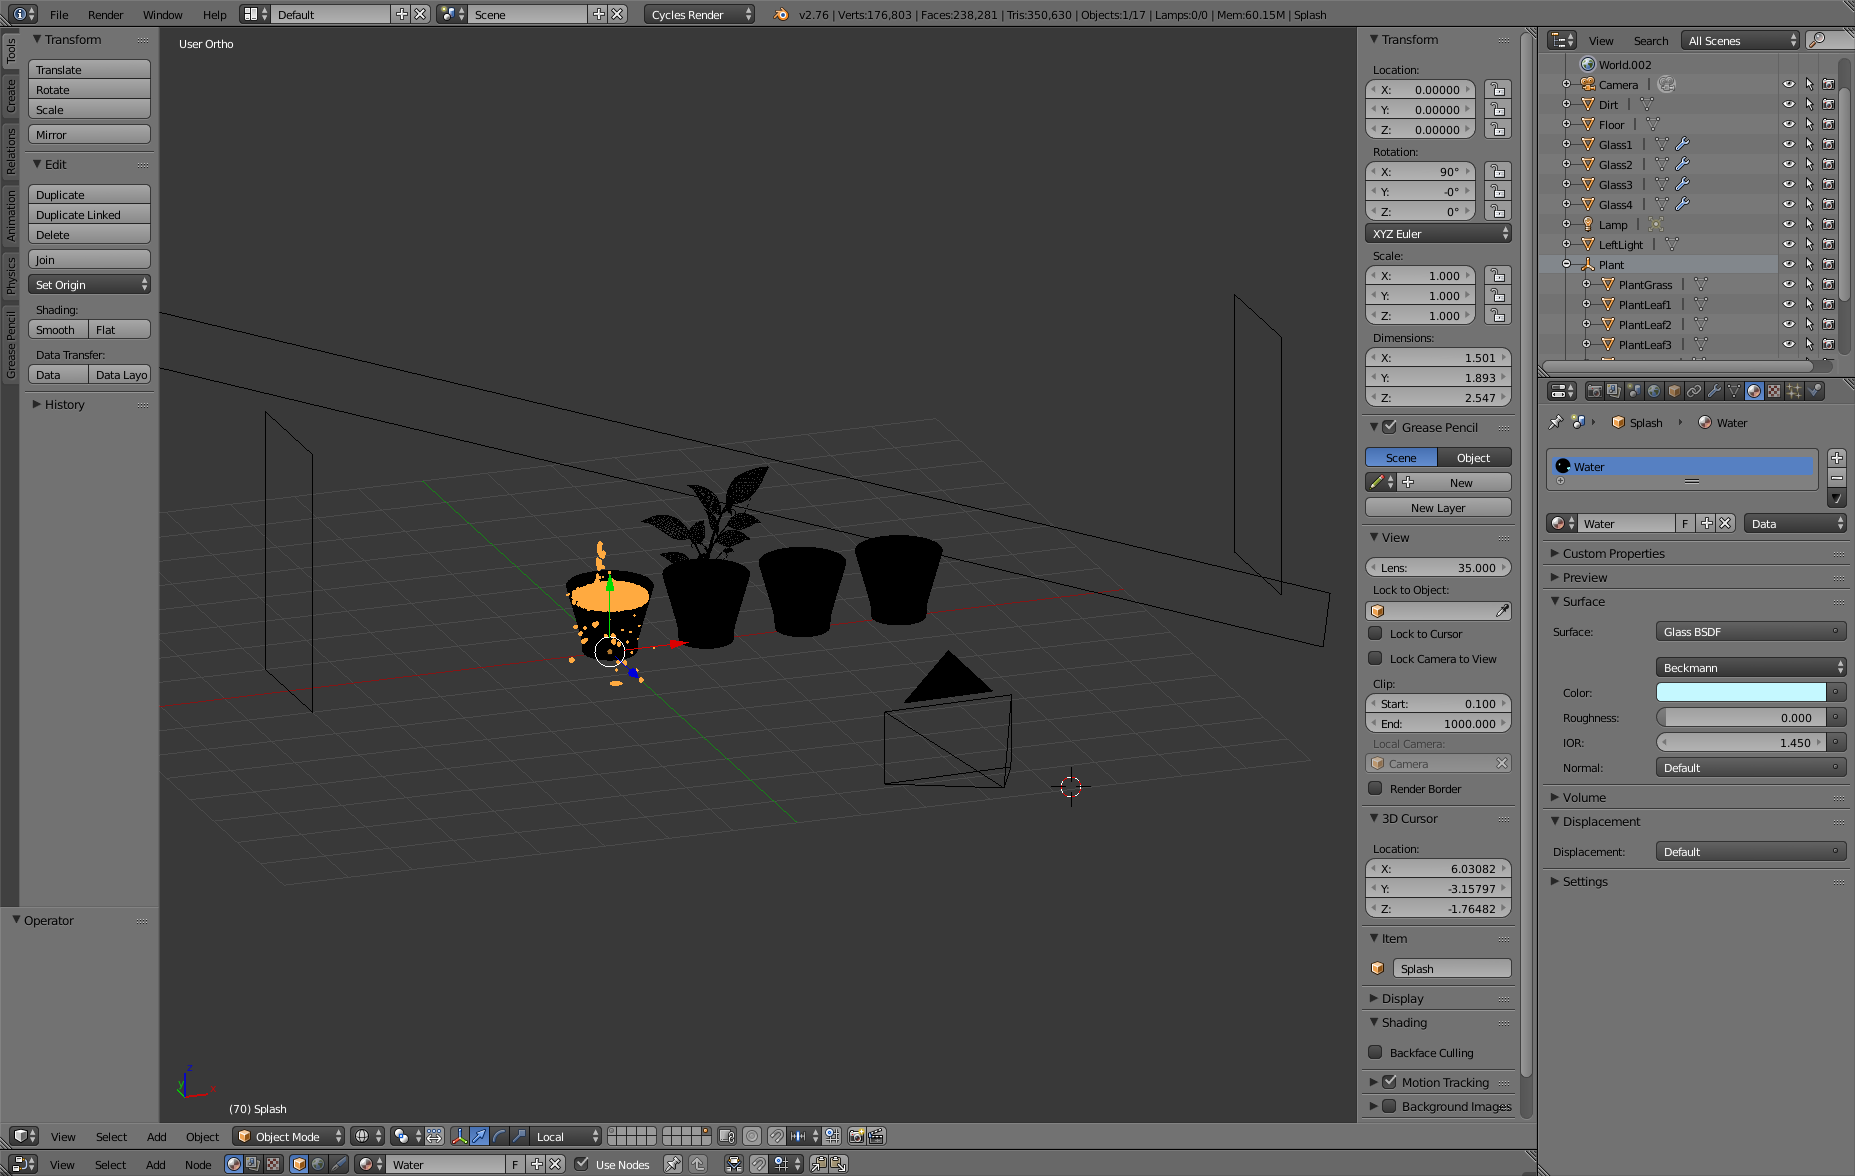 File Render Window Help Default Scene Cycles Render v2.76 | Verts:176,803 | Faces:238,281 | Tris:350,630 | Objects:1/17 | Lamps:0/0 | Mem:60.15M | Splash
Tools
Create
Relations
Animation
Physics
Grease Pencil
Transform
Translate
Rotate
Scale
Mirror
Edit
Duplicate
Duplicate Linked
Delete
Join
Set Origin
Shading:
Smooth Flat
Data Transfer:
Data Data Layo
History
Operator
User Ortho
z
y
x
(70) Splash
Transform
Location:
X: 0.00000
Y: 0.00000
Z: 0.00000
Rotation:
X: 90°
Y: -0°
Z: 0°
XYZ Euler
Scale:
X: 1.000
Y: 1.000
Z: 1.000
Dimensions:
X: 1.501
Y: 1.893
Z: 2.547
Grease Pencil
Scene Object
New
New Layer
View
Lens: 35.000
Lock to Object:
Lock to Cursor
Lock Camera to View
Clip:
Start: 0.100
End: 1000.000
Local Camera:
Camera
Render Border
3D Cursor
Location:
X: 6.03082
Y: -3.15797
Z: -1.76482
Item
Splash
Display
Shading
Backface Culling
Motion Tracking
Background Images
View Search All Scenes
World.002
Camera
Dirt
Floor
Glass1
Glass2
Glass3
Glass4
Lamp
LeftLight
Plant
PlantGrass
PlantLeaf1
PlantLeaf2
PlantLeaf3
Splash Water
Water
Water F Data
Custom Properties
Preview
Surface
Surface: Glass BSDF
Beckmann
Color:
Roughness: 0.000
IOR: 1.450
Normal: Default
Volume
Displacement
Displacement: Default
Settings
View Select Add Object Object Mode Local
View Select Add Node Water F Use Nodes